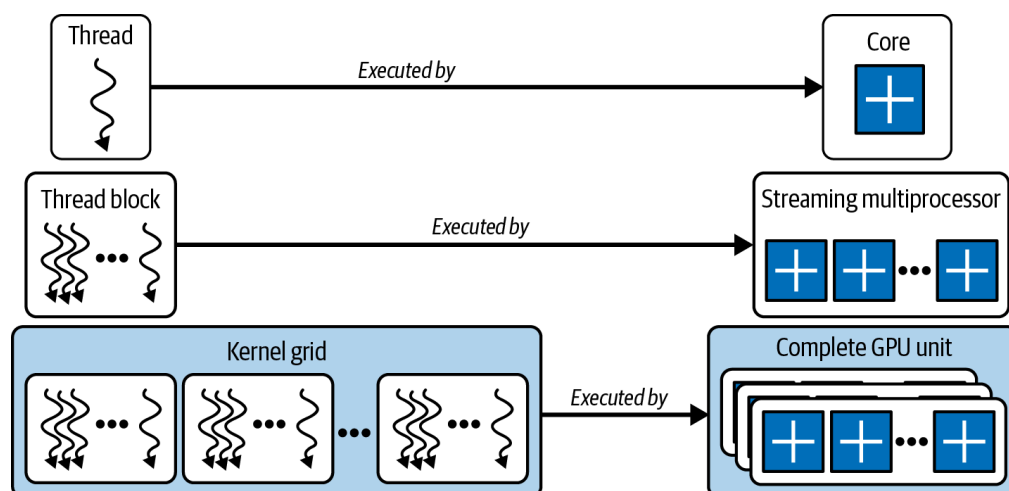 Thread
Executed by
Core
Thread block
Executed by
Streaming multiprocessor
Kernel grid
Executed by
Complete GPU unit